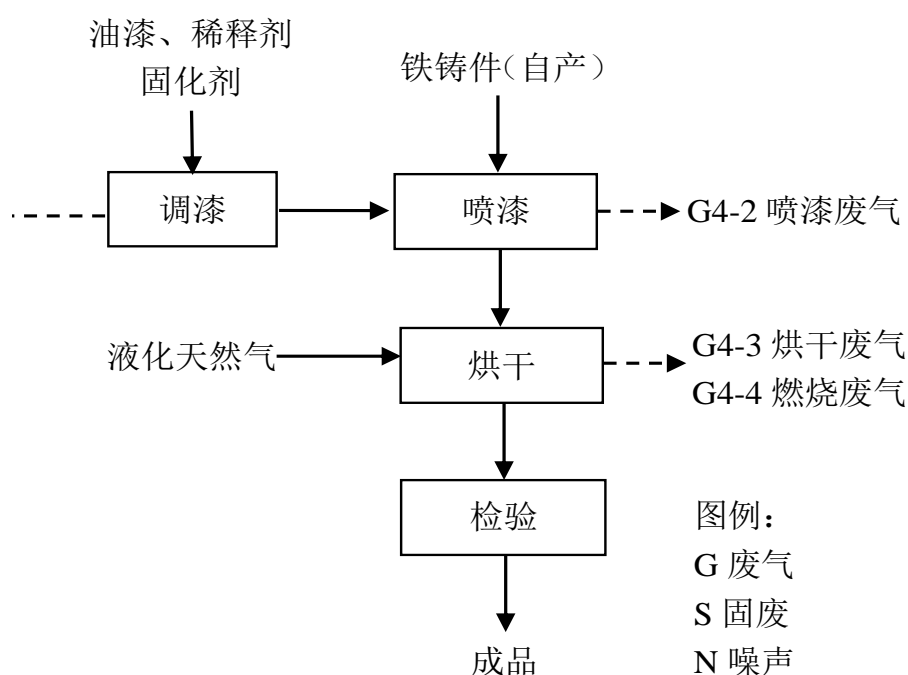 油漆、稀释剂
固化剂
铁铸件（自产）
调漆
喷漆
G4-2 喷漆废气
液化天然气
烘干
G4-3 烘干废气
G4-4 燃烧废气
检验
图例：
G 废气
S 固废
N 噪声
成品